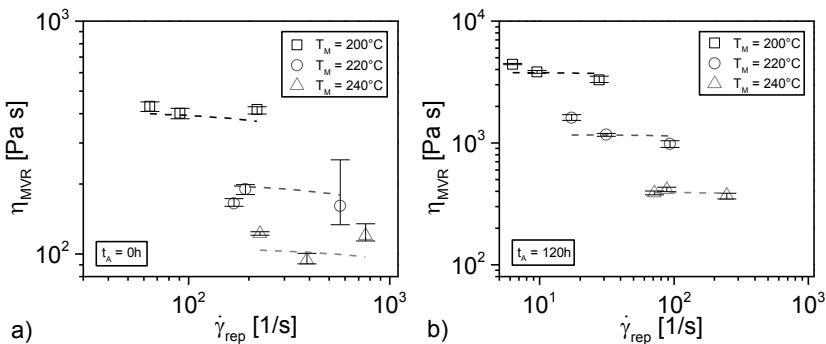 10³
10²
η_MVR [Pa s]
T_M = 200°C
T_M = 220°C
T_M = 240°C
t_A = 0h
10² 10³
γ̇_rep [1/s]
a)
10⁴
10³
10²
η_MVR [Pa s]
T_M = 200°C
T_M = 220°C
T_M = 240°C
t_A = 120h
10¹ 10² 10³
γ̇_rep [1/s]
b)